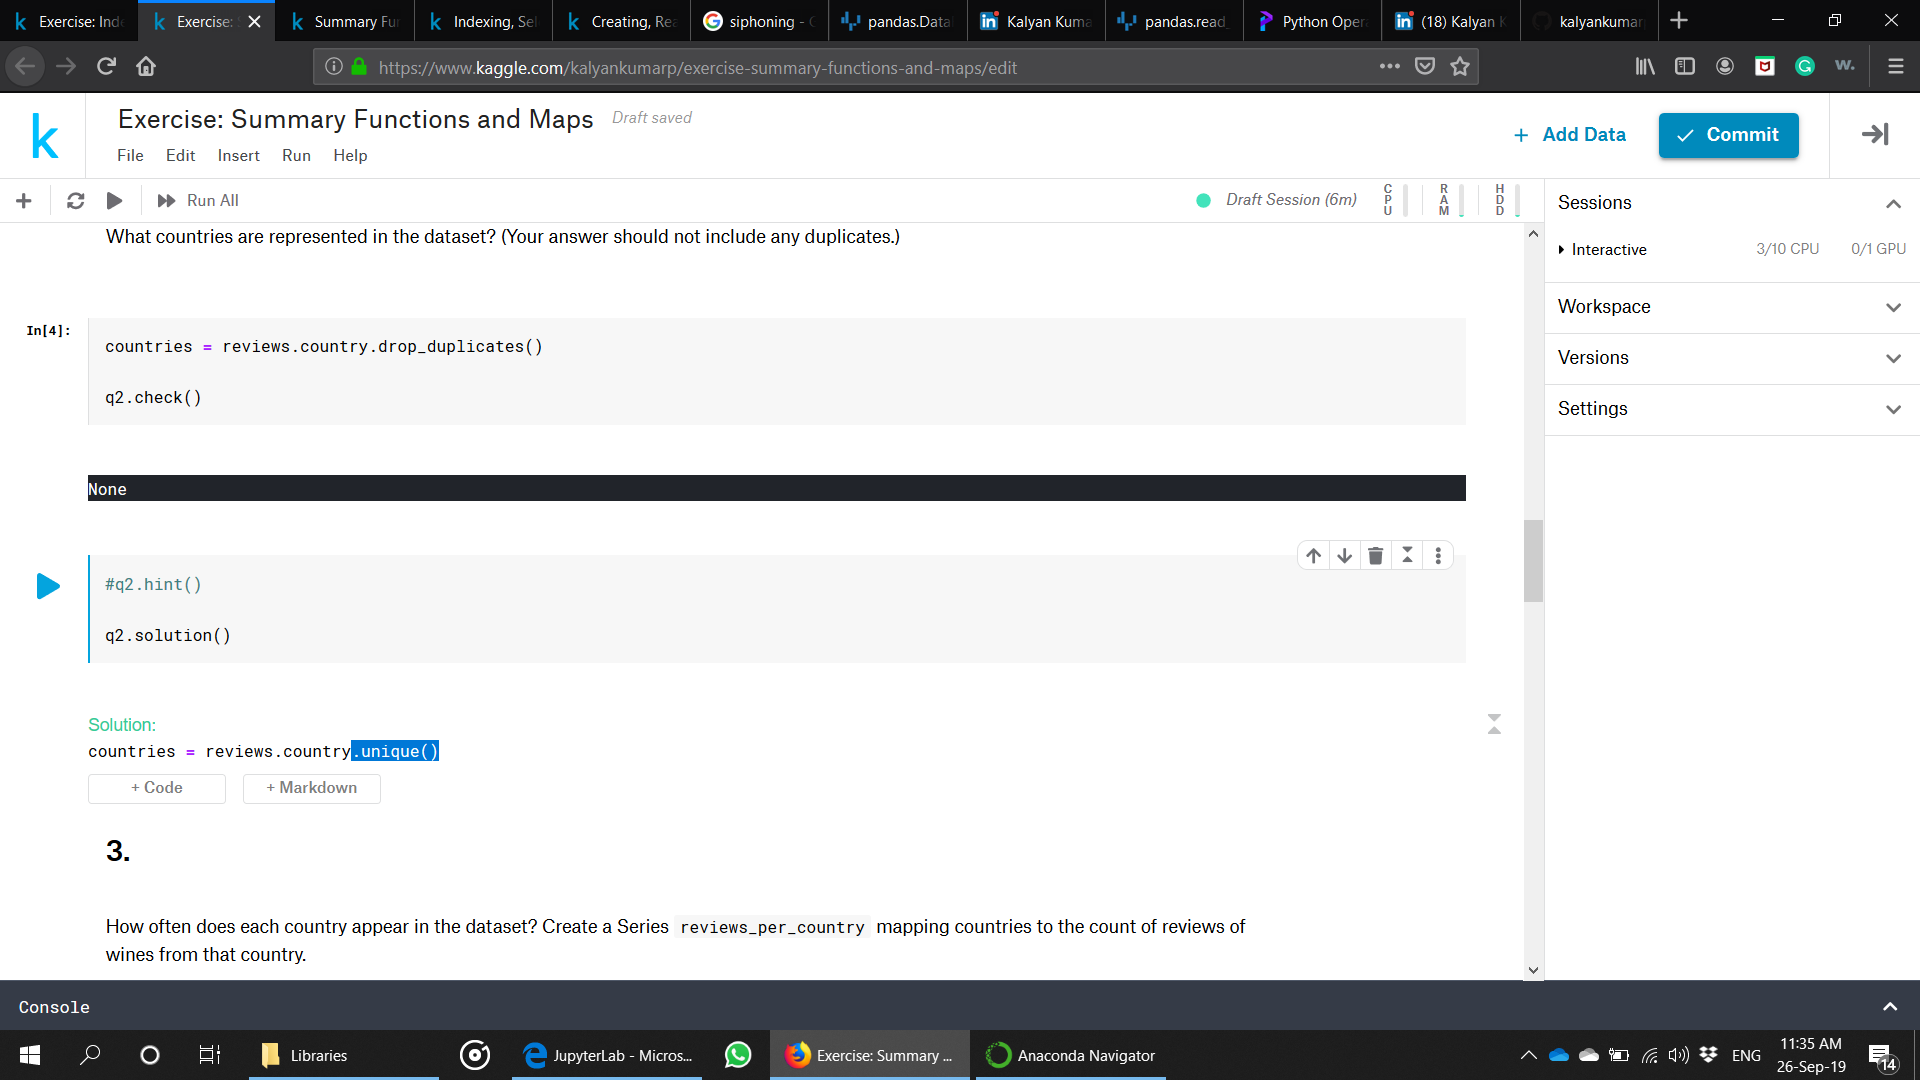 Exercise: Ind
Exercise:
Summary Fu
Indexing, Sel
Creating, Rea
siphoning - G
pandas.Data
Kalyan Kuma
pandas.read_
Python Oper
(18) Kalyan K
kalyankumar
https://www.kaggle.com/kalyankumarp/exercise-summary-functions-and-maps/edit
w.
k
Exercise: Summary Functions and Maps
Draft saved
File Edit Insert Run Help
+ Add Data
Commit
Run All
Draft Session (6m)
CPU
RAM
HDD
Sessions
Interactive 3/10 CPU 0/1 GPU
Workspace
Versions
Settings
What countries are represented in the dataset? (Your answer should not include any duplicates.)
In[4]:
countries = reviews.country.drop_duplicates()
q2.check()
None
#q2.hint()
q2.solution()
Solution:
countries = reviews.country.unique()
+ Code
+ Markdown
3.
How often does each country appear in the dataset? Create a Series reviews_per_country mapping countries to the count of reviews of
wines from that country.
Console
Libraries
JupyterLab - Micros...
Exercise: Summary ...
Anaconda Navigator
ENG
11:35 AM
26-Sep-19
14